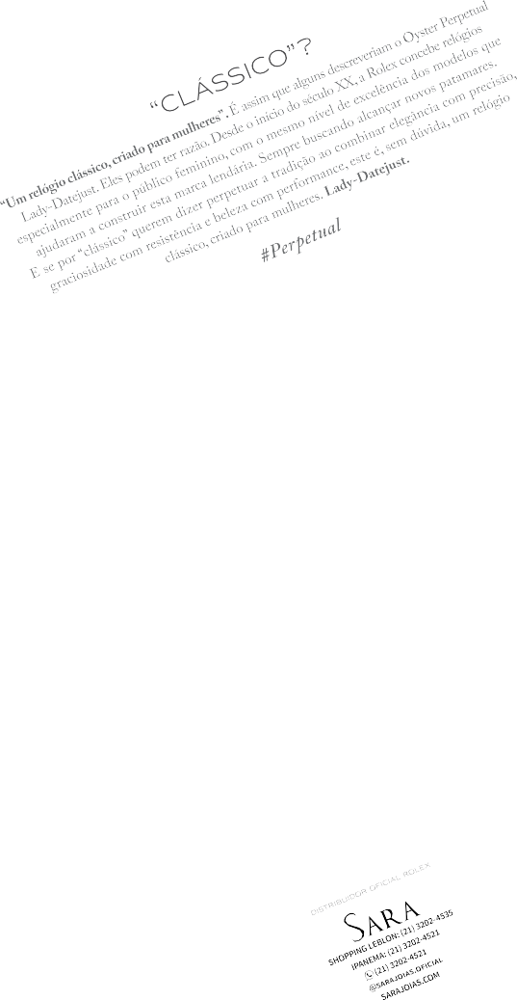 “CLÁSSICO”?
“Um relógio clássico, criado para mulheres”. É assim que alguns descreveriam o Oyster Perpetual
Lady-Datejust. Eles podem ter razão. Desde o início do século XX, a Rolex concebe relógios
especialmente para o público feminino, com o mesmo nível de excelência dos modelos que
ajudaram a construir esta marca lendária. Sempre buscando alcançar novos patamares.
E se por “clássico” querem dizer perpetuar a tradição ao combinar elegância com precisão,
graciosidade com resistência e beleza com performance, este é, sem dúvida, um relógio
clássico, criado para mulheres. Lady-Datejust.
#Perpetual
DISTRIBUIDOR OFICIAL ROLEX
SARA
SHOPPING LEBLON: (21) 3202-4535
IPANEMA: (21) 3202-4521
(21) 3202-4521
@SARAJOIAS.OFICIAL
SARAJOIAS.COM